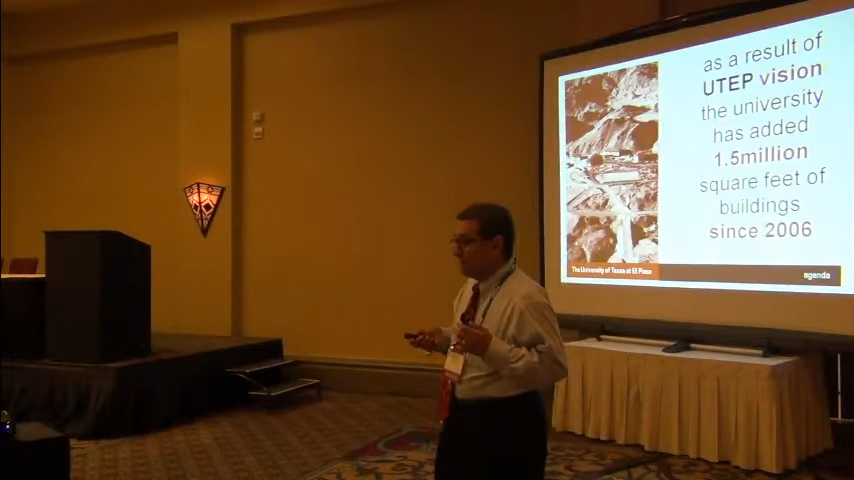 as a result of
UTEP vision
the university
has added
1.5million
square feet of
buildings
since 2006
The University of Texas at El Paso
agenda